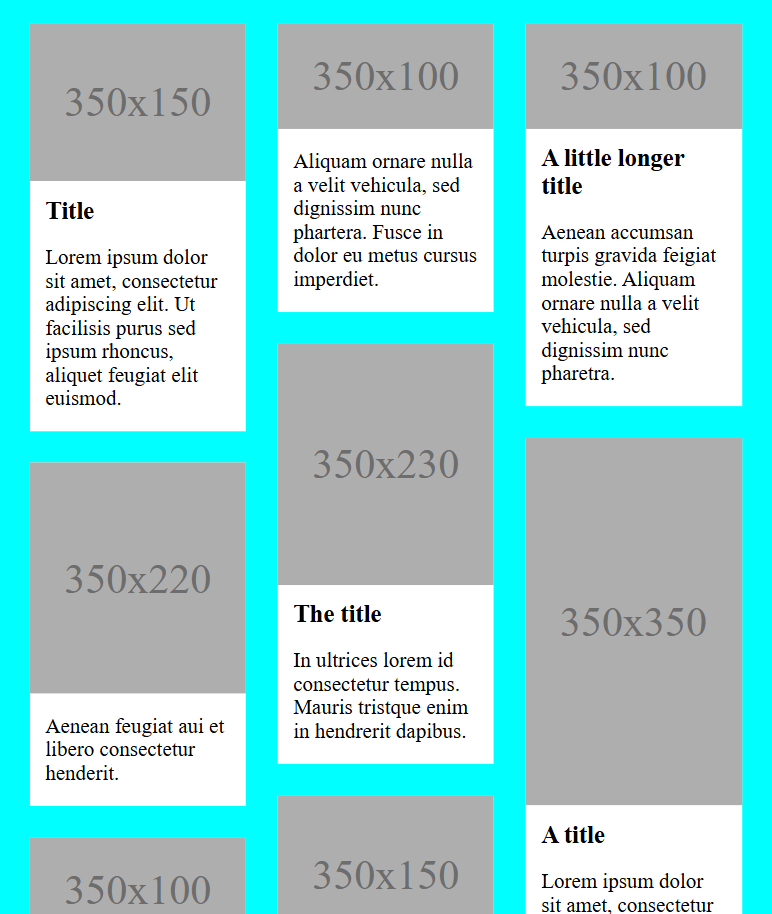 350x150
Title
Lorem ipsum dolor
sit amet, consectetur
adipiscing elit. Ut
facilisis purus sed
ipsum rhoncus,
aliquet feugiat elit
euismod.
350x220
Aenean feugiat aui et
libero consectetur
henderit.
350x100
350x100
Aliquam ornare nulla
a velit vehicula, sed
dignissim nunc
phartera. Fusce in
dolor eu metus cursus
imperdiet.
350x230
The title
In ultrices lorem id
consectetur tempus.
Mauris tristque enim
in hendrerit dapibus.
350x150
350x100
A little longer
title
Aenean accumsan
turpis gravida feigiat
molestie. Aliquam
ornare nulla a velit
vehicula, sed
dignissim nunc
pharetra.
350x350
A title
Lorem ipsum dolor
sit amet, consectetur